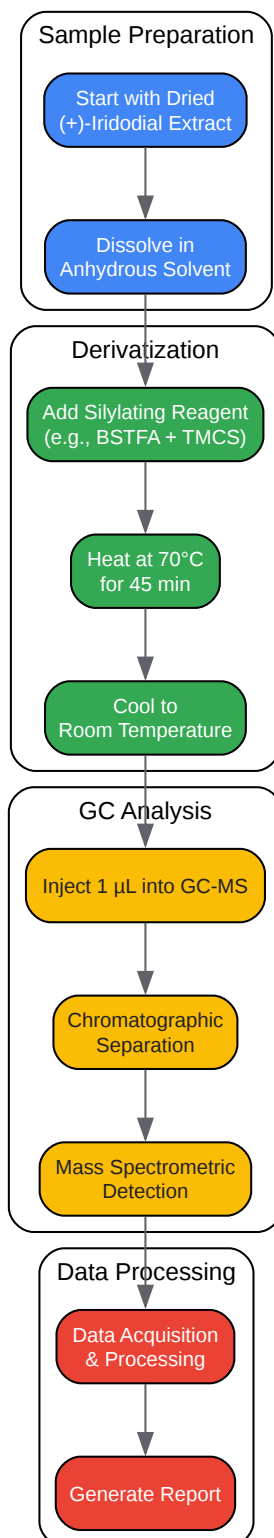 Sample Preparation
Start with Dried
(+)-Iridodial Extract
Dissolve in
Anhydrous Solvent
Derivatization
Add Silylating Reagent
(e.g., BSTFA + TMCS)
Heat at 70°C
for 45 min
Cool to
Room Temperature
GC Analysis
Inject 1 µL into GC-MS
Chromatographic
Separation
Mass Spectrometric
Detection
Data Processing
Data Acquisition
& Processing
Generate Report